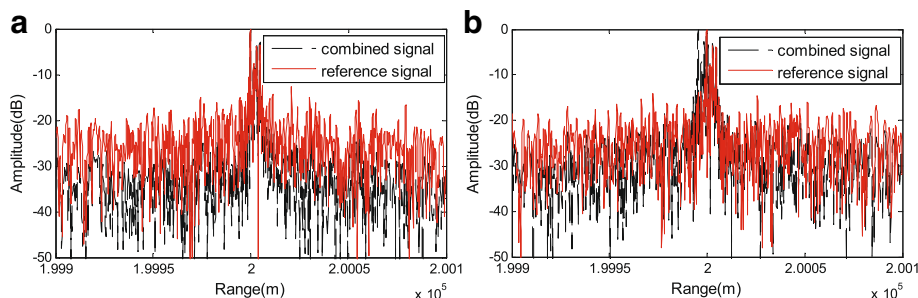 a
0
-10
-20
-30
-40
-50
Amplitude(dB)
combined signal
reference signal
1.999
1.9995
2
2.0005
2.001
Range(m)
x 10^5
b
0
-10
-20
-30
-40
-50
Amplitude(dB)
combined signal
reference signal
1.999
1.9995
2
2.0005
2.001
Range(m)
x 10^5